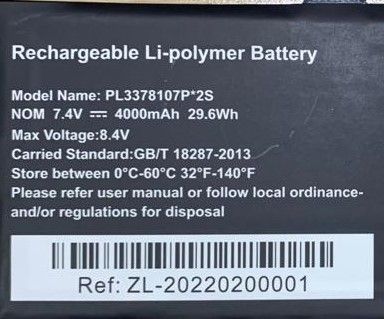 Rechargeable Li-polymer Battery
Model Name: PL3378107P*2S
NOM 7.4V ⎓ 4000mAh 29.6Wh
Max Voltage:8.4V
Carried Standard:GB/T 18287-2013
Store between 0°C-60°C 32°F-140°F
Please refer user manual or follow local ordinance-
and/or regulations for disposal
Ref: ZL-20220200001